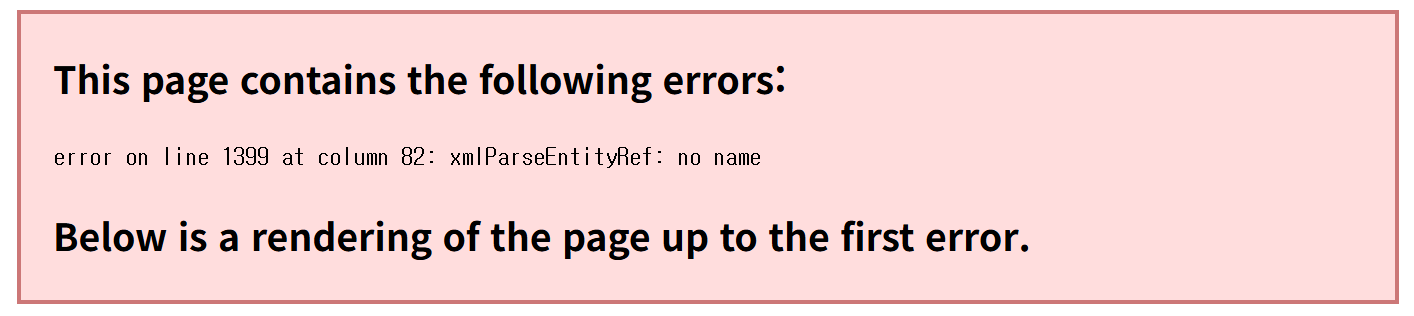 This page contains the following errors:
error on line 1399 at column 82: xmlParseEntityRef: no name
Below is a rendering of the page up to the first error.